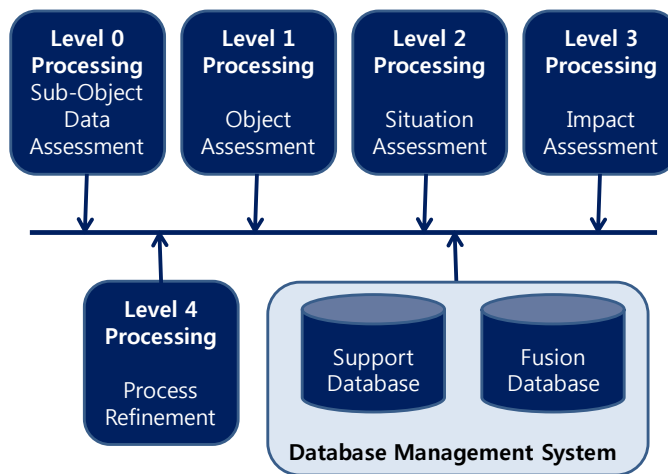 Level 0
Processing
Sub-Object
Data
Assessment
Level 1
Processing
Object
Assessment
Level 2
Processing
Situation
Assessment
Level 3
Processing
Impact
Assessment
Level 4
Processing
Process
Refinement
Support
Database
Fusion
Database
Database Management System